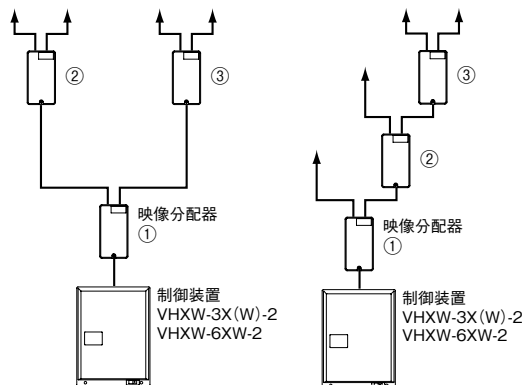 ②
③
映像分配器
①
制御装置
VHXW-3X(W)-2
VHXW-6XW-2
③
②
映像分配器
①
制御装置
VHXW-3X(W)-2
VHXW-6XW-2